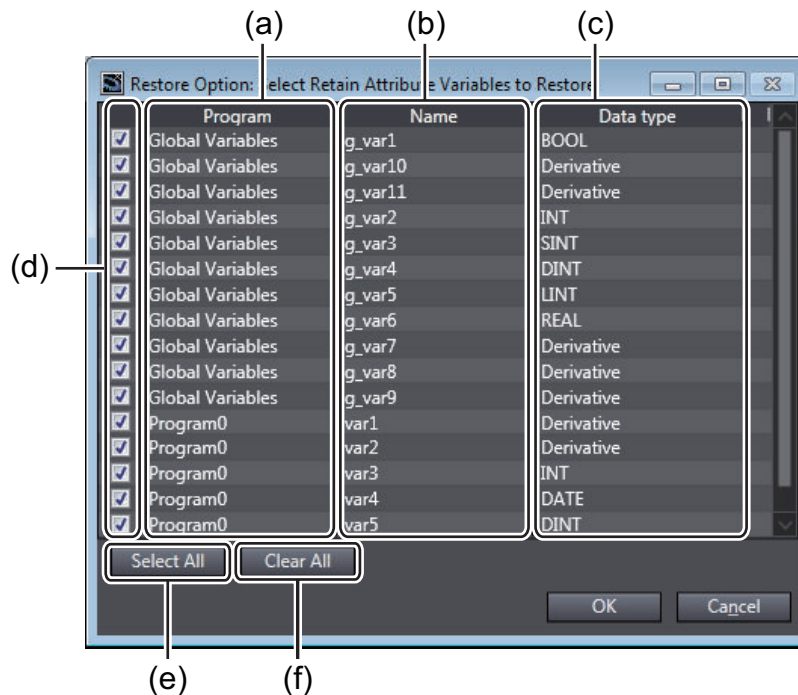 (a) (b) (c)
Restore Option: Select Retain Attribute Variables to Restore
Program Name Data type
Global Variables g_var1 BOOL
Global Variables g_var10 Derivative
Global Variables g_var11 Derivative
Global Variables g_var2 INT
Global Variables g_var3 SINT
(d) Global Variables g_var4 DINT
Global Variables g_var5 LINT
Global Variables g_var6 REAL
Global Variables g_var7 Derivative
Global Variables g_var8 Derivative
Global Variables g_var9 Derivative
Program0 var1 Derivative
Program0 var2 Derivative
Program0 var3 INT
Program0 var4 DATE
Program0 var5 DINT
Select All Clear All
OK Cancel
(e) (f)